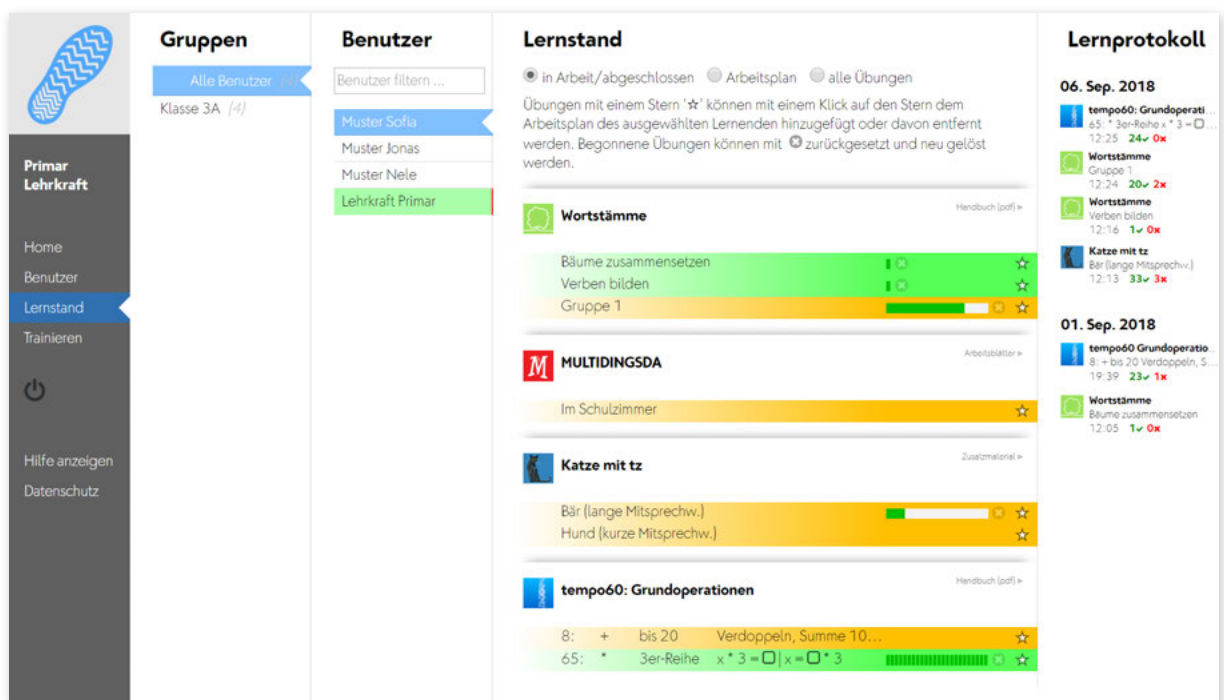 Primar
Lehrkraft
Home
Benutzer
Lernstand
Trainieren
Hilfe anzeigen
Datenschutz
Gruppen
Alle Benutzer (4)
Klasse 3A (4)
Benutzer
Benutzer filtern ...
Muster Sofia
Muster Jonas
Muster Nele
Lehrkraft Primar
Lernstand
in Arbeit/abgeschlossen Arbeitsplan alle Übungen
Übungen mit einem Stern '☆' können mit einem Klick auf den Stern dem
Arbeitsplan des ausgewählten Lernenden hinzugefügt oder davon entfernt
werden. Begonnene Übungen können mit ⊗ zurückgesetzt und neu gelöst
werden.
Wortstämme Handbuch (pdf) »
Bäume zusammensetzen
Verben bilden
Gruppe 1
M MULTIDINGSDA Arbeitsblätter »
Im Schulzimmer
Katze mit tz Zusatzmaterial »
Bär (lange Mitsprechw.)
Hund (kurze Mitsprechw.)
tempo60: Grundoperationen Handbuch (pdf) »
8: + bis 20 Verdoppeln, Summe 10...
65: * 3er-Reihe x * 3 = ☐ | x = ☐ * 3
Lernprotokoll
06. Sep. 2018
tempo60: Grundoperati...
65: * 3er-Reihe x * 3 = ☐ ...
12:25 24✓ 0×
Wortstämme
Gruppe 1
12:24 20✓ 2×
Wortstämme
Verben bilden
12:16 1✓ 0×
Katze mit tz
Bär (lange Mitsprechw.)
12:13 33✓ 3×
01. Sep. 2018
tempo60 Grundoperatio...
8: + bis 20 Verdoppeln, S...
19:39 23✓ 1×
Wortstämme
Bäume zusammensetzen
12:05 1✓ 0×